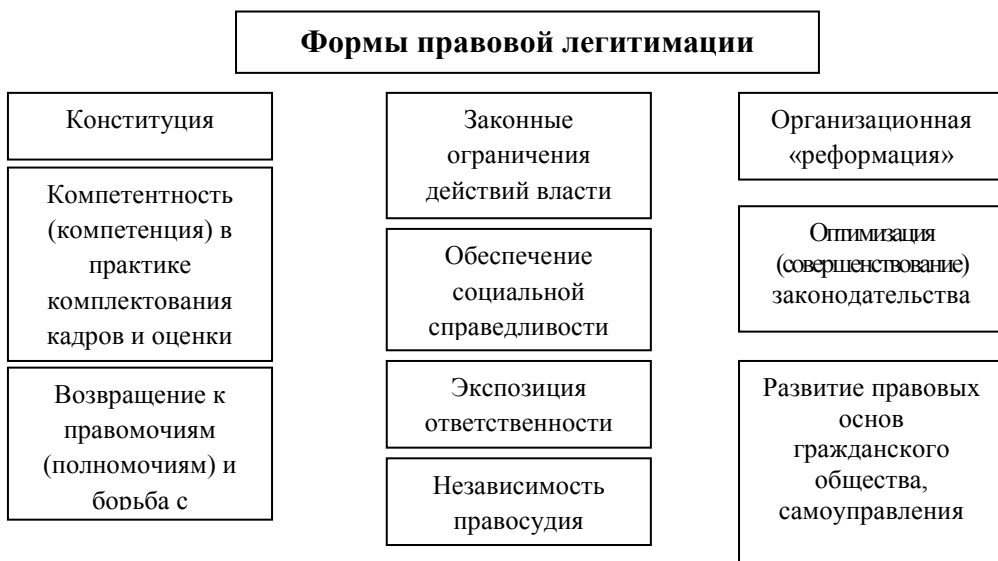 Формы правовой легитимации
Конституция
Компетентность
(компетенция) в
практике
комплектования
кадров и оценки
Возвращение к
правомочиям
(полномочиям) и
борьба с
Законные
ограничения
действий власти
Обеспечение
социальной
справедливости
Экспозиция
ответственности
Независимость
правосудия
Организационная
«реформация»
Оптимизация
(совершенствование)
законодательства
Развитие правовых
основ
гражданского
общества,
самоуправления